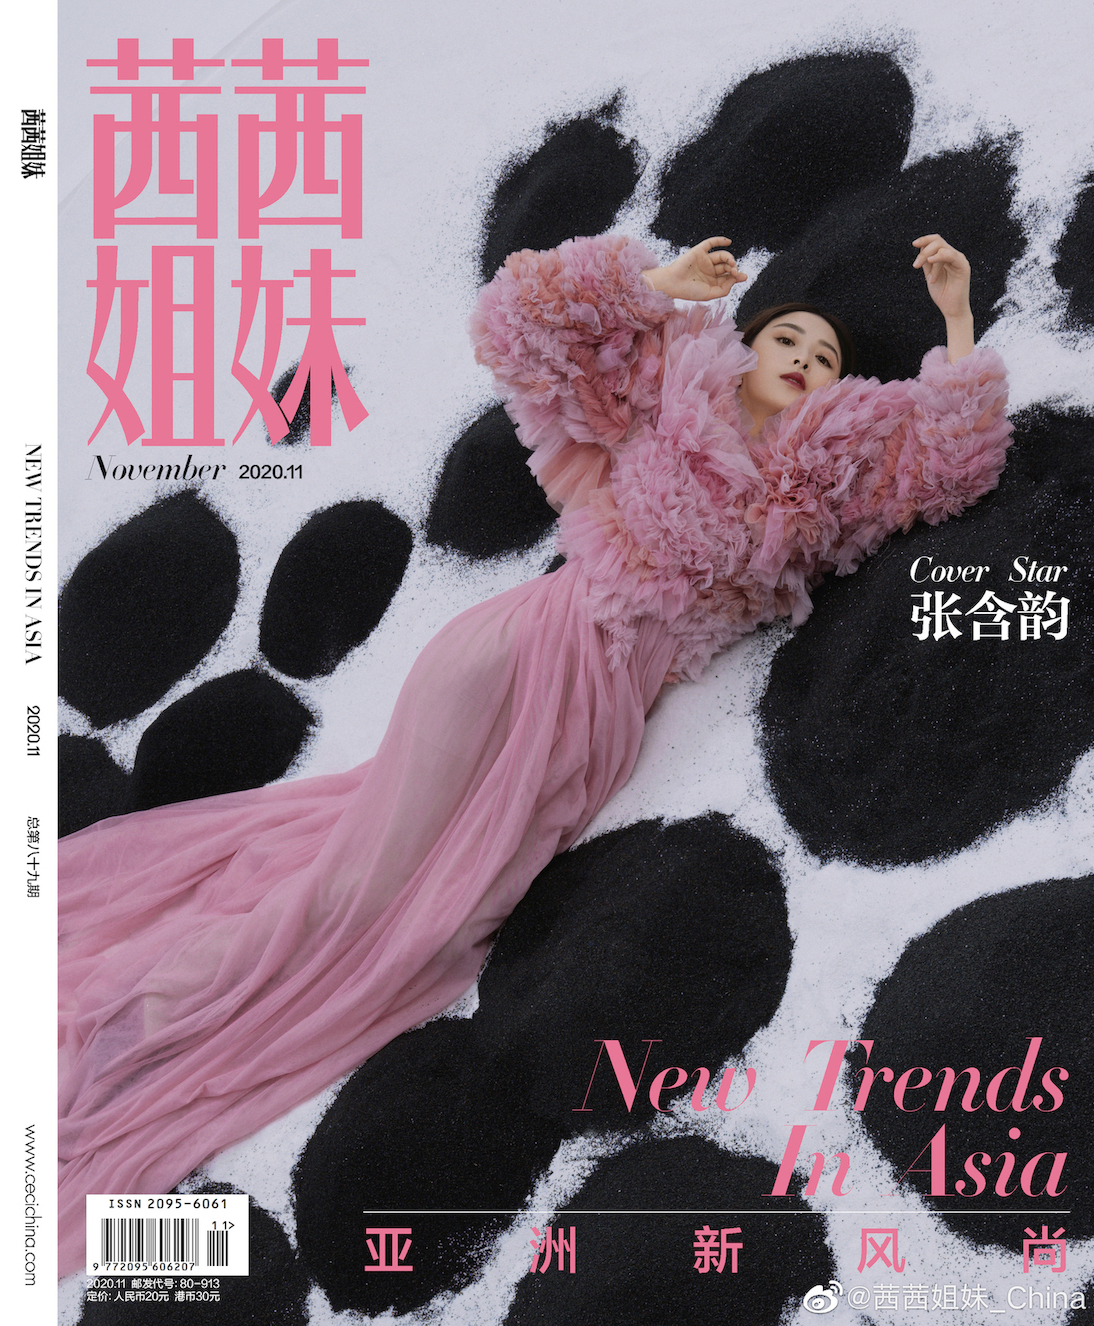 茜茜姐妹
NEW TRENDS IN ASIA
2020.11
总第八十九期
www.cecichina.com
茜茜
姐妹
November 2020.11
Cover Star
张含韵
New Trends
In Asia
亚洲新风尚
ISSN 2095-6061
11>
9 772095 606207
2020.11 邮发代号: 80-913
定价: 人民币20元 港币30元
@茜茜姐妹_China